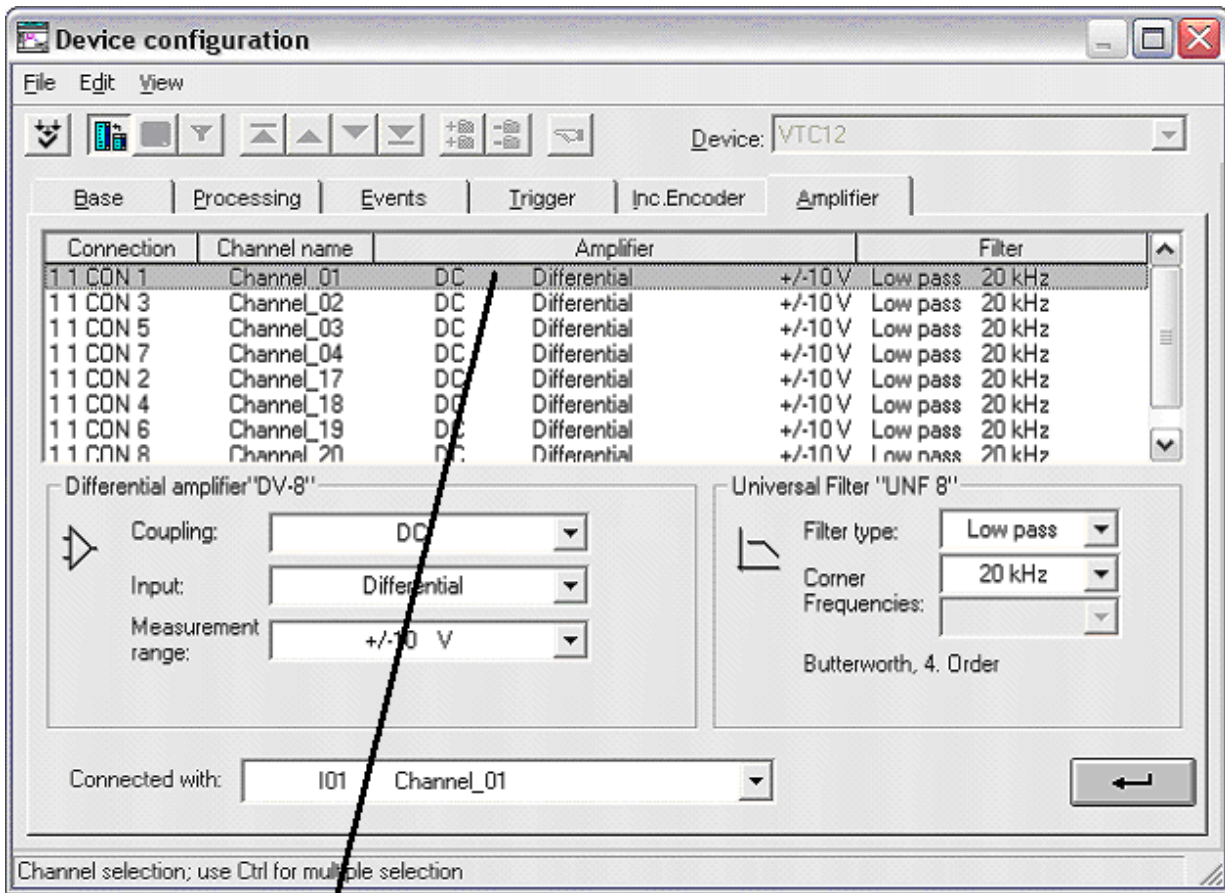 Device configuration
File Edit View
Device: VTC12
Base Processing Events Trigger Inc.Encoder Amplifier
Connection Channel name Amplifier Filter
1 1 CON 1 Channel_01 DC Differential +/-10 V Low pass 20 kHz
1 1 CON 3 Channel_02 DC Differential +/-10 V Low pass 20 kHz
1 1 CON 5 Channel_03 DC Differential +/-10 V Low pass 20 kHz
1 1 CON 7 Channel_04 DC Differential +/-10 V Low pass 20 kHz
1 1 CON 2 Channel_17 DC Differential +/-10 V Low pass 20 kHz
1 1 CON 4 Channel_18 DC Differential +/-10 V Low pass 20 kHz
1 1 CON 6 Channel_19 DC Differential +/-10 V Low pass 20 kHz
1 1 CON 8 Channel_20 DC Differential +/-10 V Low pass 20 kHz
Differential amplifier"DV-8"
Coupling: DC
Input: Differential
Measurement
range: +/-10 V
Universal Filter "UNF 8"
Filter type: Low pass
Corner 20 kHz
Frequencies:
Butterworth, 4. Order
Connected with: I01 Channel_01
Channel selection; use Ctrl for multiple selection